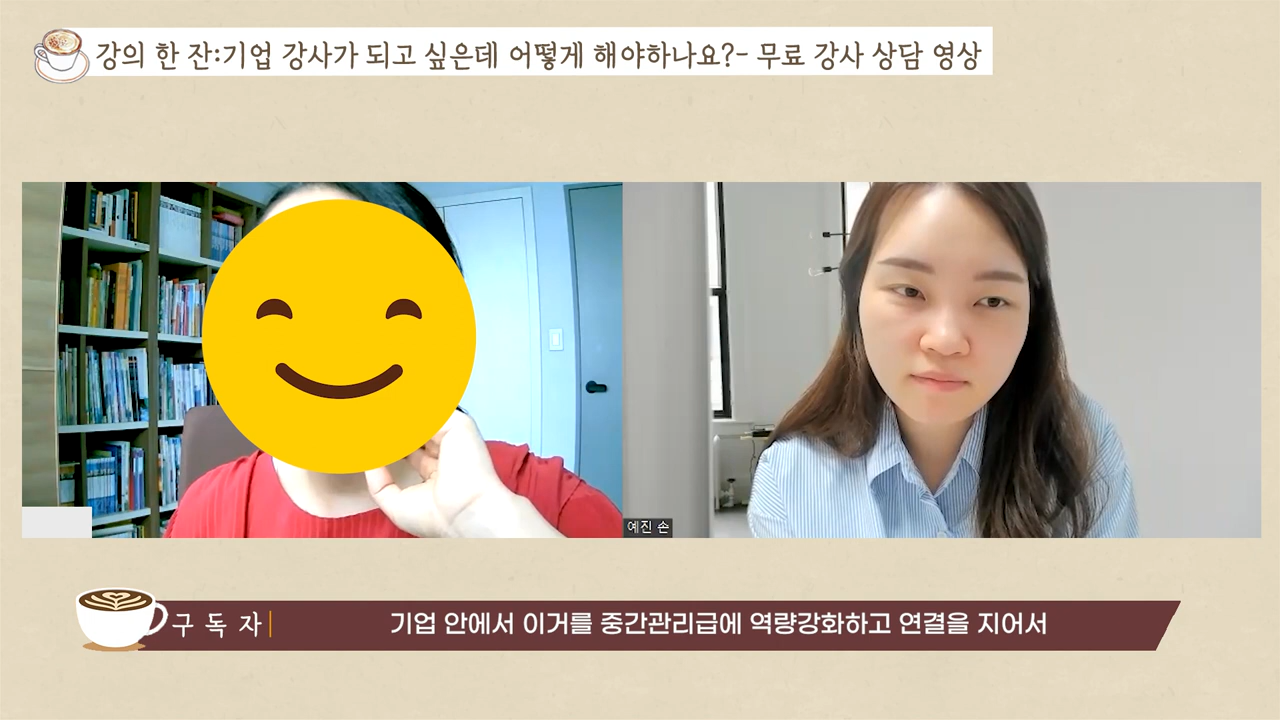 강의 한 잔:기업 강사가 되고 싶은데 어떻게 해야하나요?- 무료 강사 상담 영상
예진 손
구 독 자
기업 안에서 이거를 중간관리급에 역량강화하고 연결을 지어서